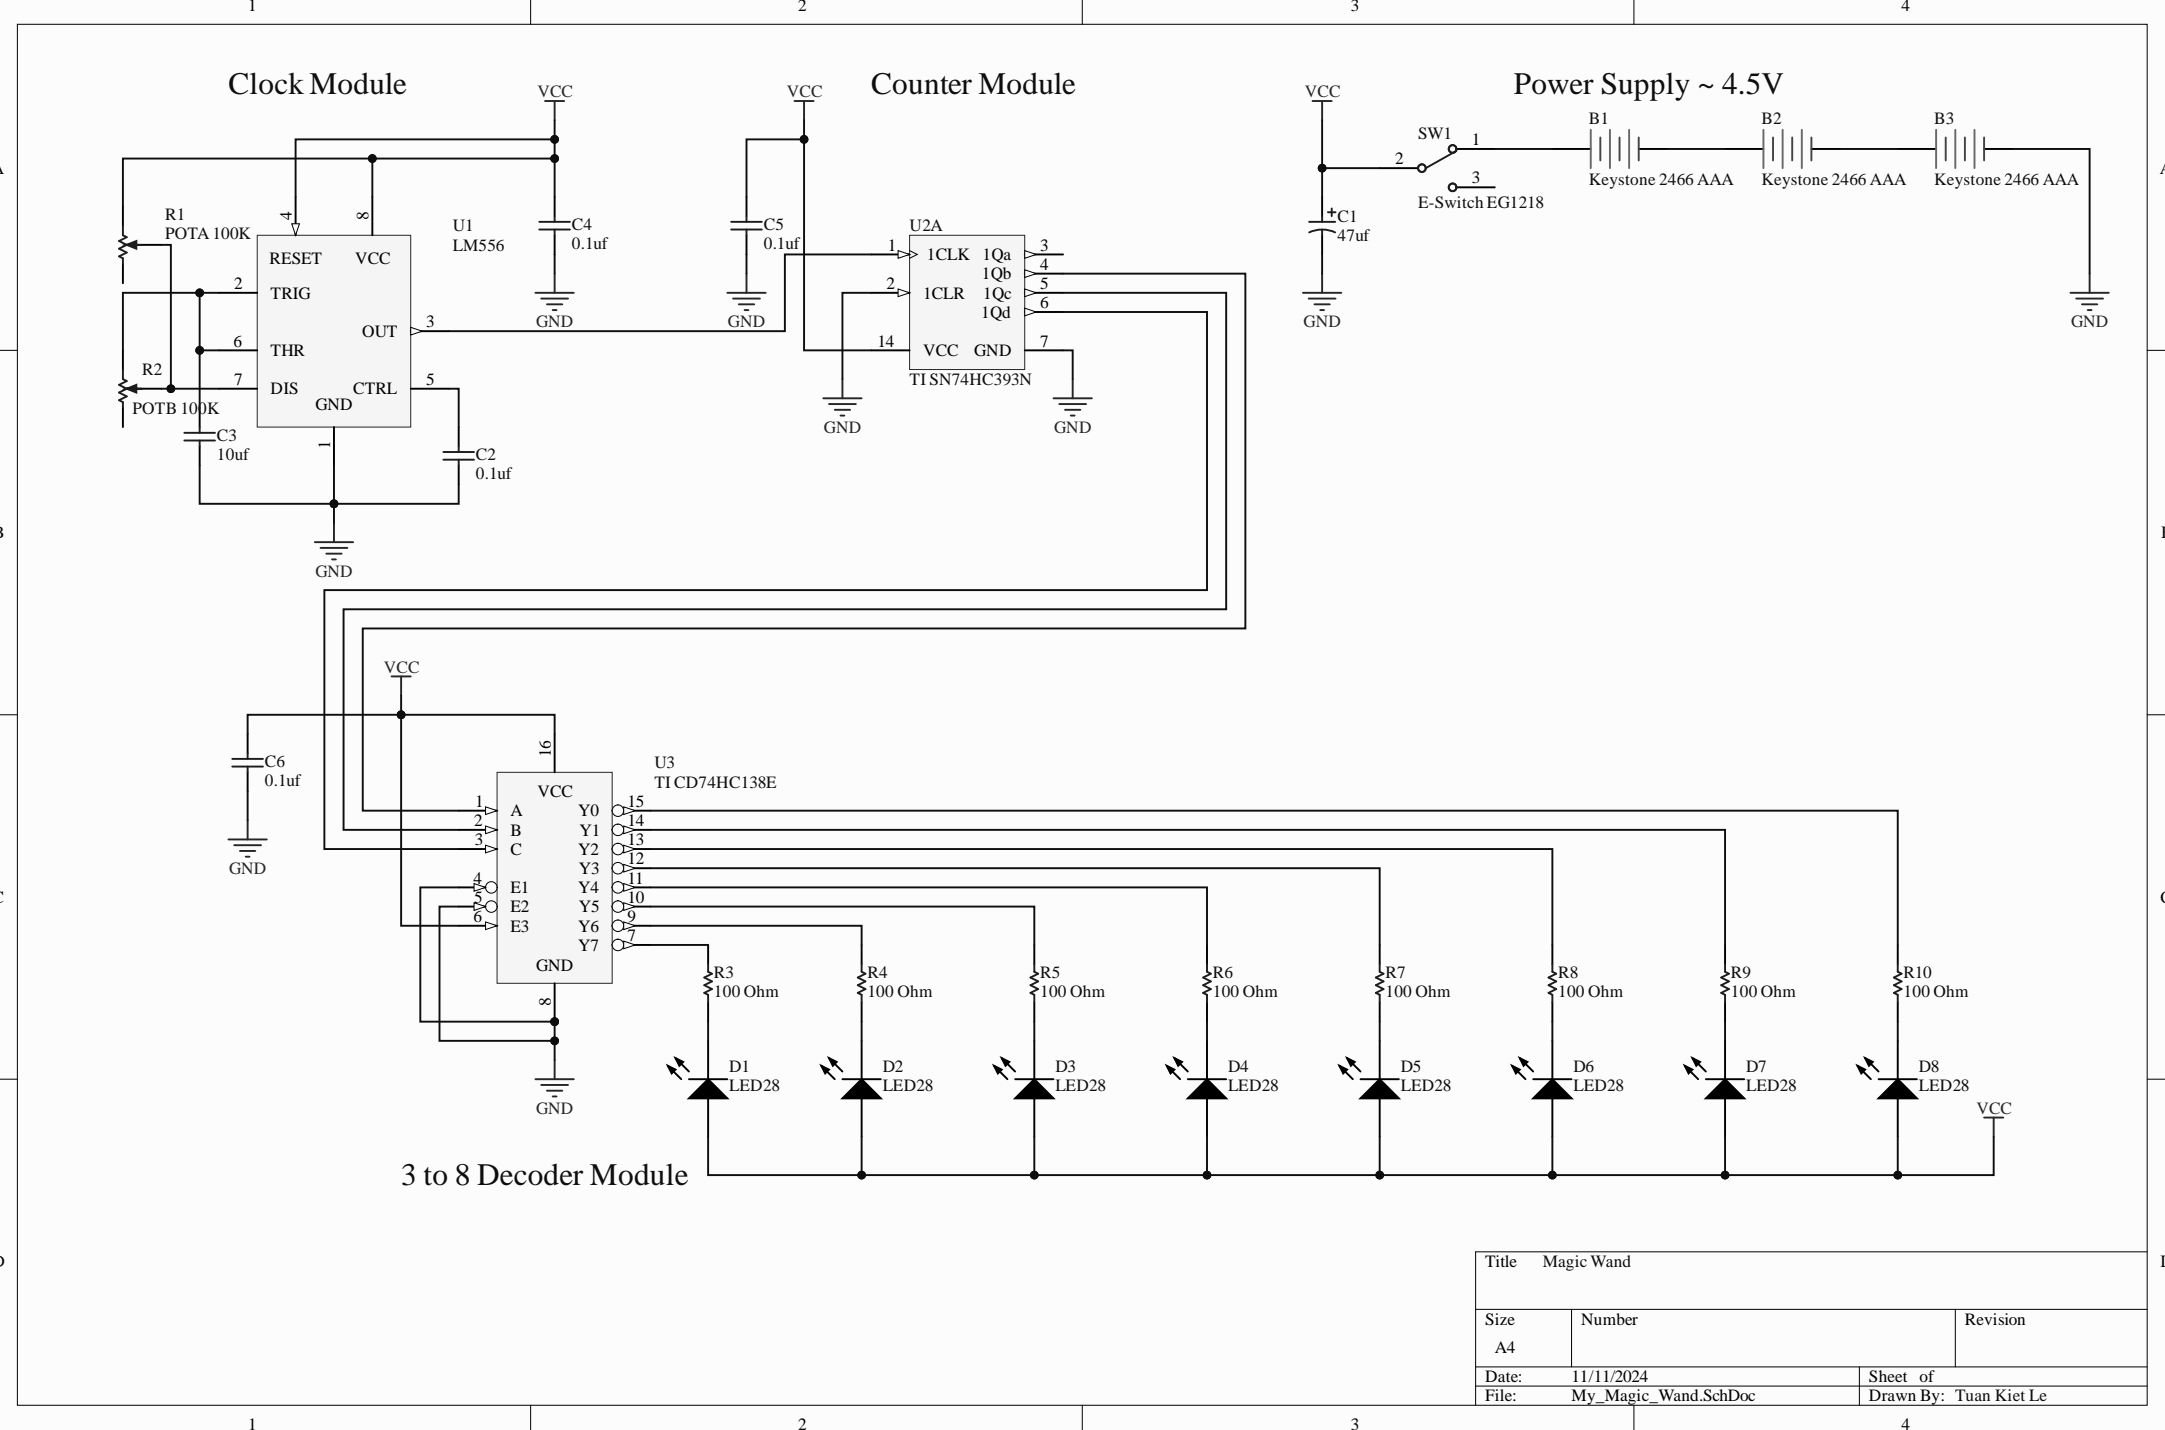 1 2 3 4
Clock Module
VCC
R1
POTA 100K
4
8
U1
LM556
C4
0.1uf
GND
RESET VCC
2 TRIG
OUT 3
6 THR
R2
7 DIS
CTRL 5
GND
POTB 100K
C3
10uf
1
C2
0.1uf
GND
Counter Module
VCC
C5
0.1uf
GND
U2A
1 1CLK 1Qa 3
1Qb 4
2 1CLR 1Qc 5
1Qd 6
14 VCC GND 7
TI SN74HC393N
GND
GND
Power Supply ~ 4.5V
VCC
SW1
1
2
3
E-Switch EG1218
B1
Keystone 2466 AAA
B2
Keystone 2466 AAA
B3
Keystone 2466 AAA
+
C1
47uf
GND
GND
VCC
C6
0.1uf
GND
16
U3
TI CD74HC138E
VCC
1 A Y0 15
2 B Y1 14
3 C Y2 13
Y3 12
4 E1 Y4 11
5 E2 Y5 10
6 E3 Y6 9
Y7 7
GND
8
GND
R3
100 Ohm
R4
100 Ohm
R5
100 Ohm
R6
100 Ohm
R7
100 Ohm
R8
100 Ohm
R9
100 Ohm
R10
100 Ohm
D1
LED28
D2
LED28
D3
LED28
D4
LED28
D5
LED28
D6
LED28
D7
LED28
D8
LED28
VCC
3 to 8 Decoder Module
Title Magic Wand
Size
A4
Number
Revision
Date: 11/11/2024
Sheet of
File: My_Magic_Wand.SchDoc
Drawn By: Tuan Kiet Le
1 2 3 4